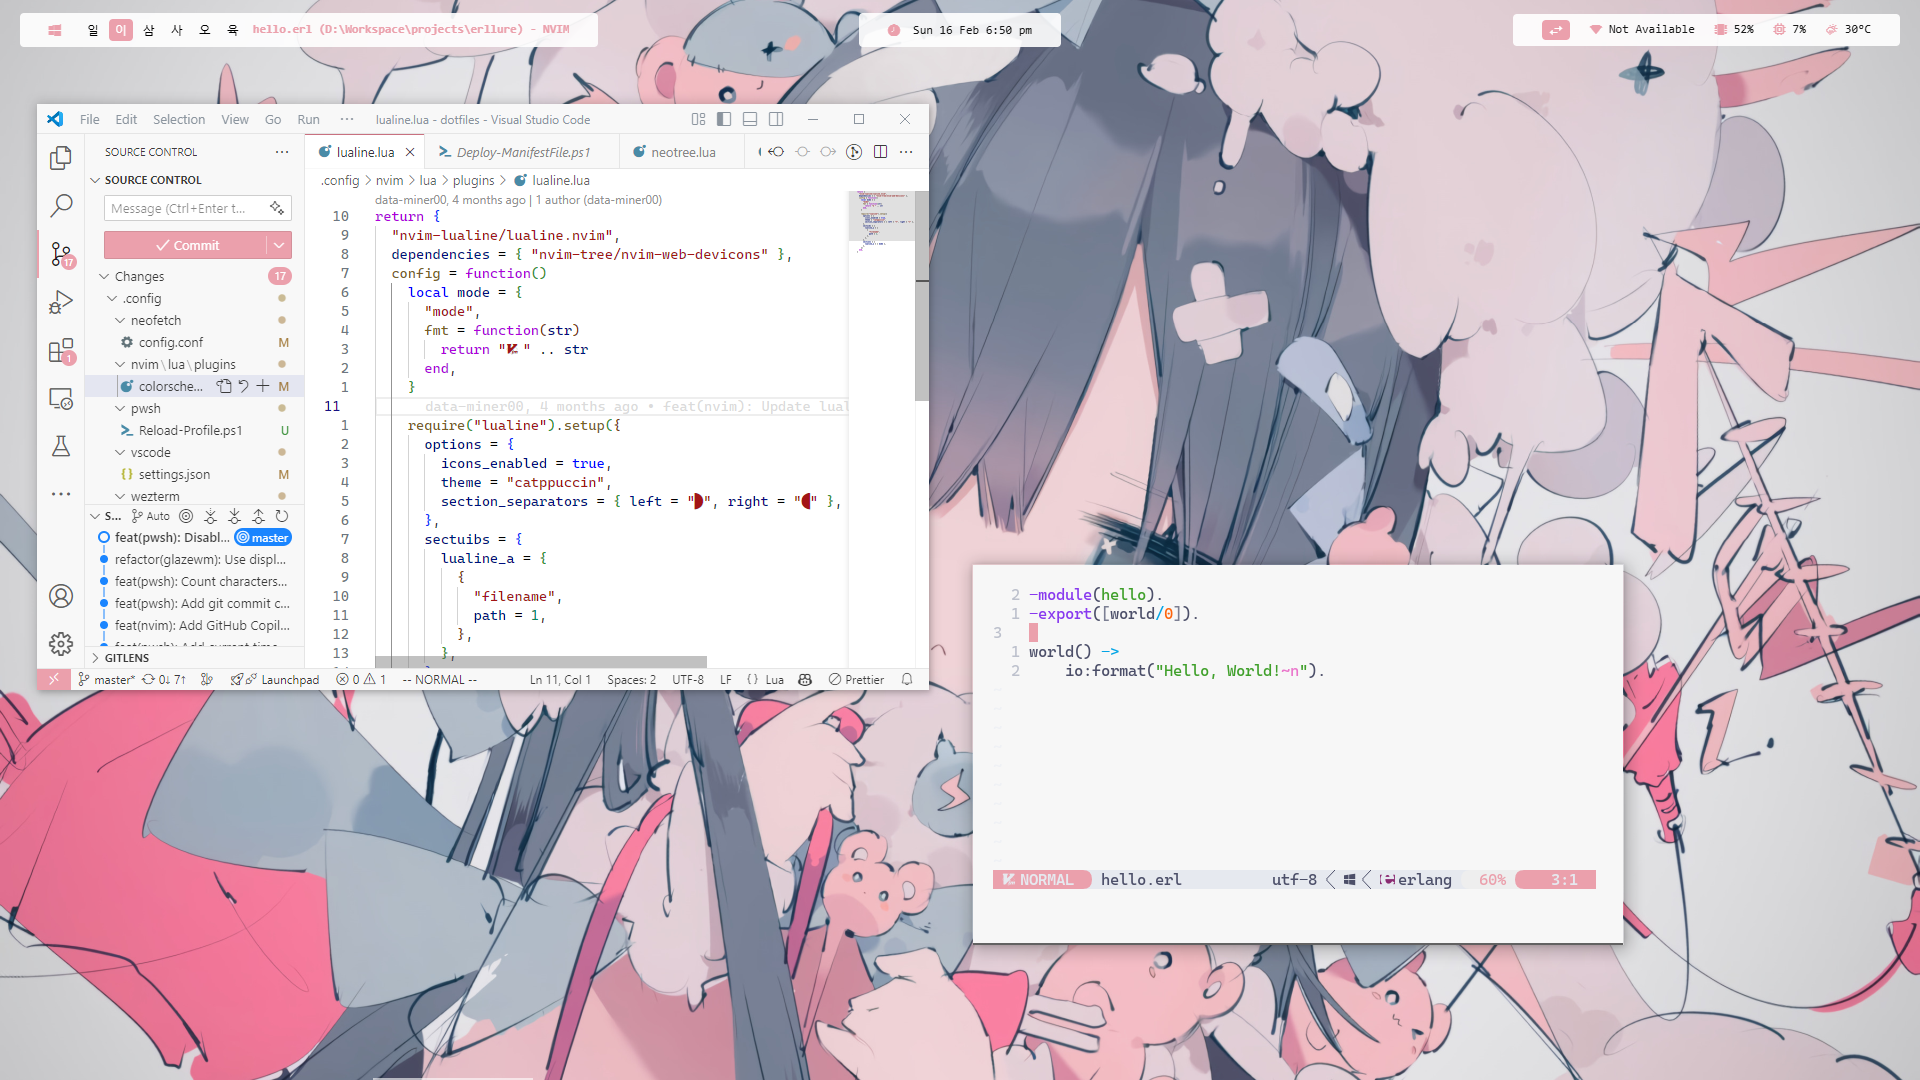 일 이 삼 사 오 육 hello.erl (D:\Workspace\projects\erllure) - NVIM
Sun 16 Feb 6:50 pm
Not Available 52% 7% 30°C
File Edit Selection View Go Run ··· lualine.lua - dotfiles - Visual Studio Code
SOURCE CONTROL ···
SOURCE CONTROL
Message (Ctrl+Enter t...
Commit
Changes 17
.config
neofetch
config.conf M
nvim\lua\plugins
colorsche... M
pwsh
Reload-Profile.ps1 U
vscode
settings.json M
wezterm
S... Auto
feat(pwsh): Disabl... master
refactor(glazewm): Use displ...
feat(pwsh): Count characters...
feat(pwsh): Add git commit c...
feat(nvim): Add GitHub Copil...
GITLENS
17
1
lualine.lua Deploy-ManifestFile.ps1 neotree.lua
.config > nvim > lua > plugins > lualine.lua
data-miner00, 4 months ago | 1 author (data-miner00)
10 return {
9 "nvim-lualine/lualine.nvim",
8 dependencies = { "nvim-tree/nvim-web-devicons" },
7 config = function()
6 local mode = {
5 "mode",
4 fmt = function(str)
3 return " " .. str
2 end,
1 }
11 data-miner00, 4 months ago • feat(nvim): Update lual
1 require("lualine").setup({
2 options = {
3 icons_enabled = true,
4 theme = "catppuccin",
5 section_separators = { left = "", right = "" },
6 },
7 sectuibs = {
8 lualine_a = {
9 {
10 "filename",
11 path = 1,
12 },
13 },
master* 0↓ 7↑ Launchpad 0 1 -- NORMAL -- Ln 11, Col 1 Spaces: 2 UTF-8 LF {} Lua Prettier
2 -module(hello).
1 -export([world/0]).
3
1 world() ->
2 io:format("Hello, World!~n").
NORMAL hello.erl utf-8 erlang 60% 3:1